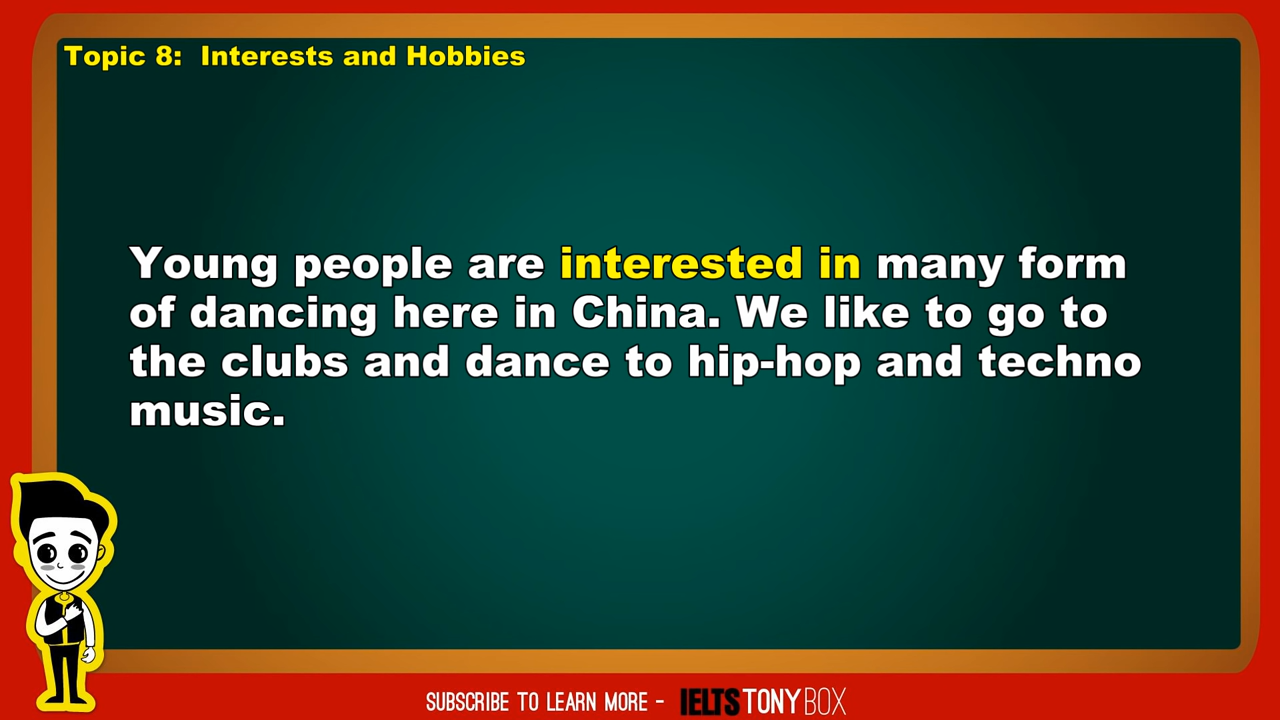 Topic 8:  Interests and Hobbies
Young people are interested in many form
of dancing here in China. We like to go to
the clubs and dance to hip-hop and techno
music.
SUBSCRIBE TO LEARN MORE - IELTSTONYBOX